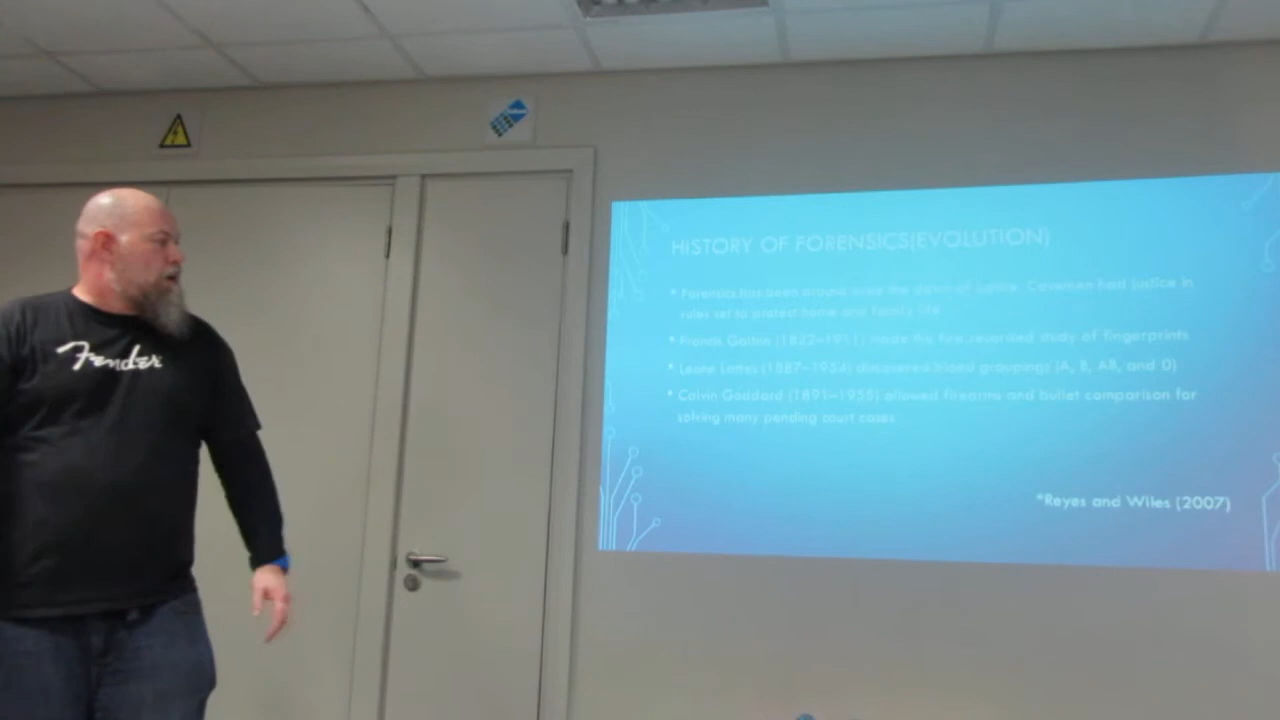 Fender
HISTORY OF FORENSICS(EVOLUTION)
* Forensics has been around since the dawn of justice. Cavemen had justice in
rules set to protect home and family life
* Francis Galton (1822–1911) made the first recorded study of fingerprints
* Leone Lattes (1887–1954) discovered blood groupings (A, B, AB, and O)
* Calvin Goddard (1891–1955) allowed firearms and bullet comparison for
solving many pending court cases
*Reyes and Wiles (2007)